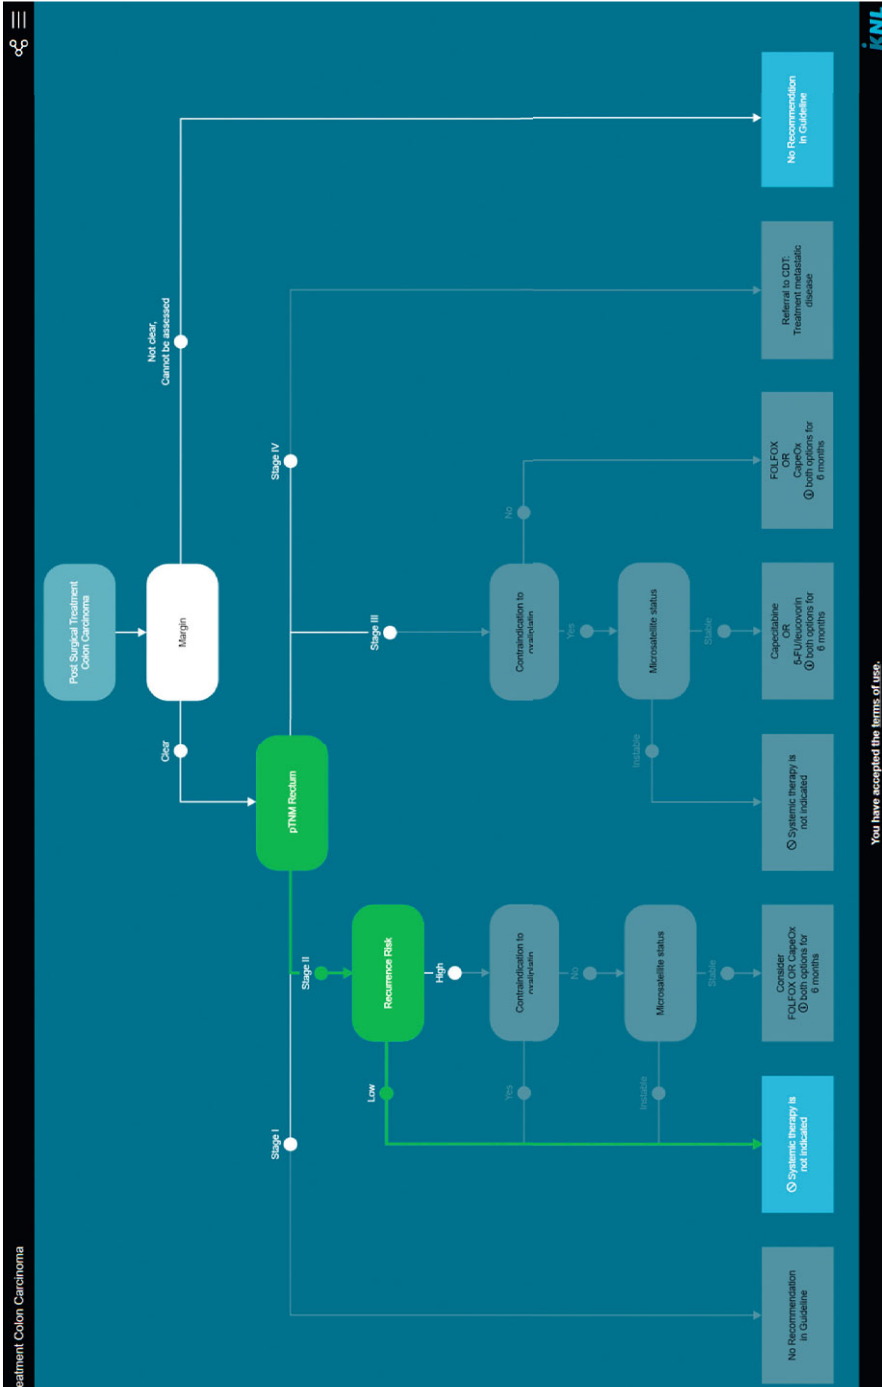 eatment Colon Carcinoma
Post Surgical Treatment
Colon Carcinoma
Margin
Clear
Not clear,
Cannot be assessed
pTNM Rectum
Stage I
Stage II
Stage III
Stage IV
Recurrence Risk
Low
High
Contraindication to
oxaliplatin
Yes
No
Microsatellite status
Instable
Stable
Contraindication to
oxaliplatin
No
Yes
Microsatellite status
Instable
Stable
No Recommendation
in Guideline
Systemic therapy is
not indicated
Consider
FOLFOX OR CapeOx
both options for
6 months
Systemic therapy is
not indicated
Capecitabine
OR
5-FU/leucovorin
both options for
6 months
FOLFOX
OR
CapeOx
both options for
6 months
Referral to CDT:
Treatment metastatic
disease
No Recommendition
in Guideline
You have accepted the terms of use.
iKNL